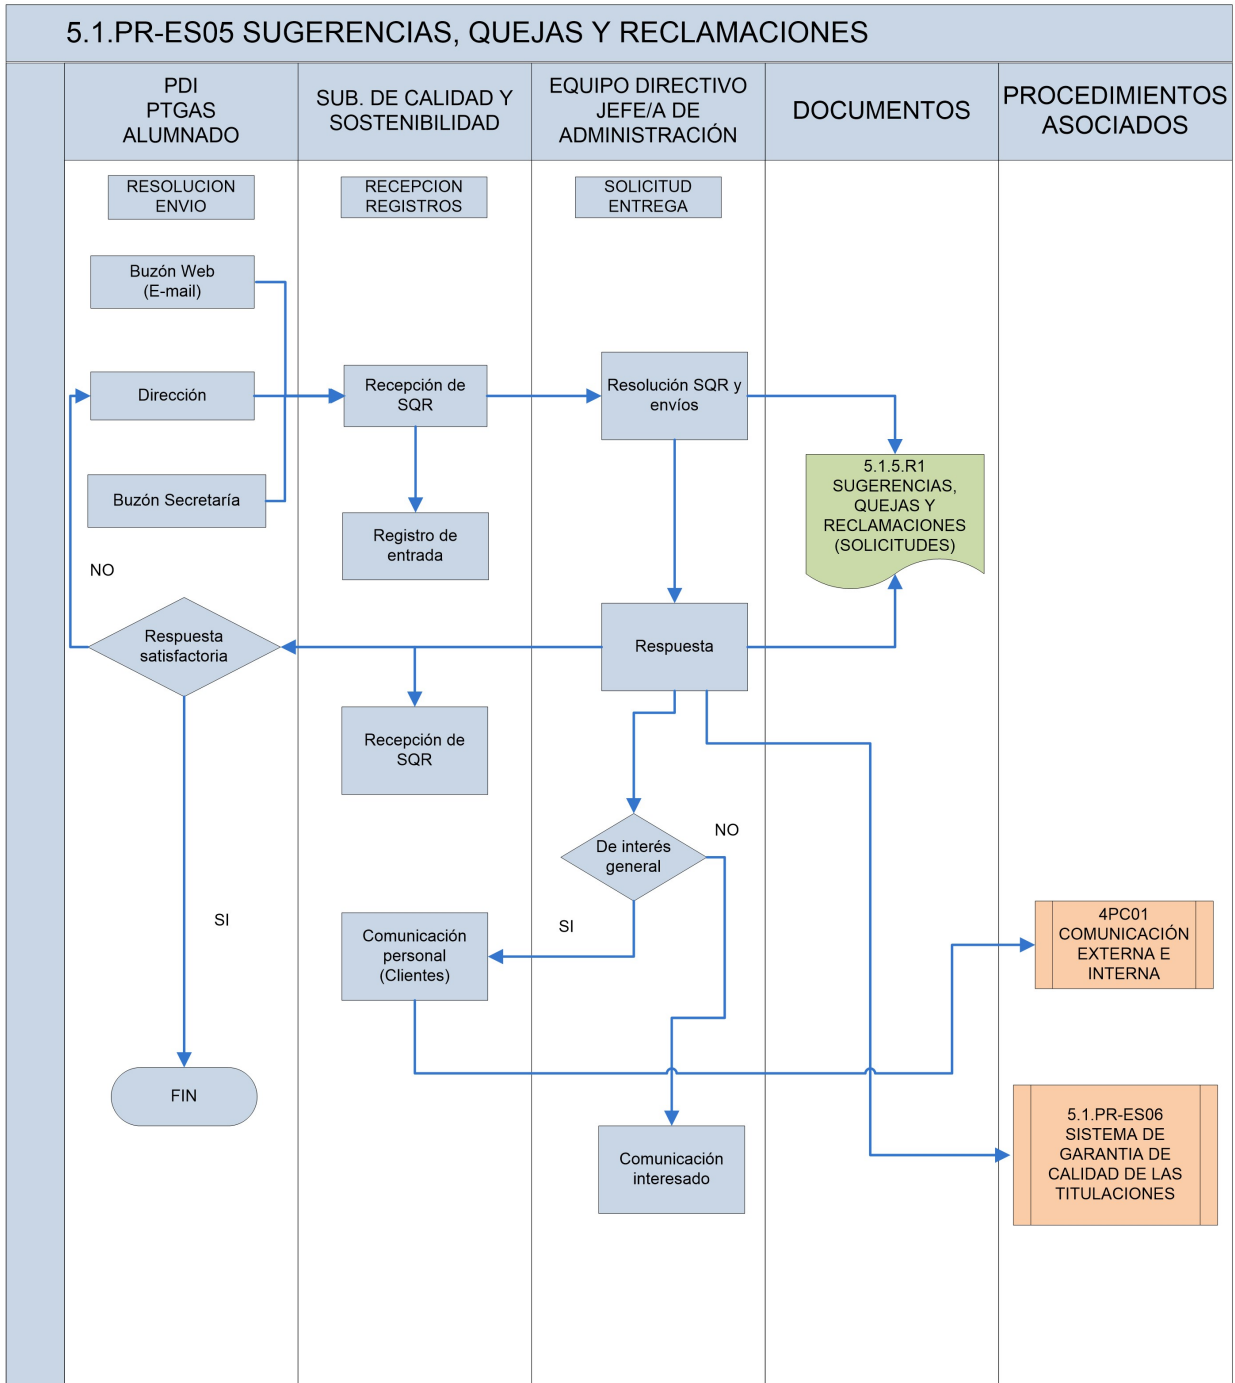 5.1.PR-ES05 SUGERENCIAS, QUEJAS Y RECLAMACIONES
PDI
PTGAS
ALUMNADO
SUB. DE CALIDAD Y
SOSTENIBILIDAD
EQUIPO DIRECTIVO
JEFE/A DE
ADMINISTRACIÓN
DOCUMENTOS
PROCEDIMIENTOS
ASOCIADOS
RESOLUCION
ENVIO
RECEPCION
REGISTROS
SOLICITUD
ENTREGA
Buzón Web
(E-mail)
Dirección
Recepción de
SQR
Resolución SQR y
envíos
Buzón Secretaría
Registro de
entrada
5.1.5.R1
SUGERENCIAS,
QUEJAS Y
RECLAMACIONES
(SOLICITUDES)
NO
Respuesta
satisfactoria
Respuesta
Recepción de
SQR
De interés
general
NO
SI
SI
Comunicación
personal
(Clientes)
4PC01
COMUNICACIÓN
EXTERNA E
INTERNA
FIN
Comunicación
interesado
5.1.PR-ES06
SISTEMA DE
GARANTIA DE
CALIDAD DE LAS
TITULACIONES